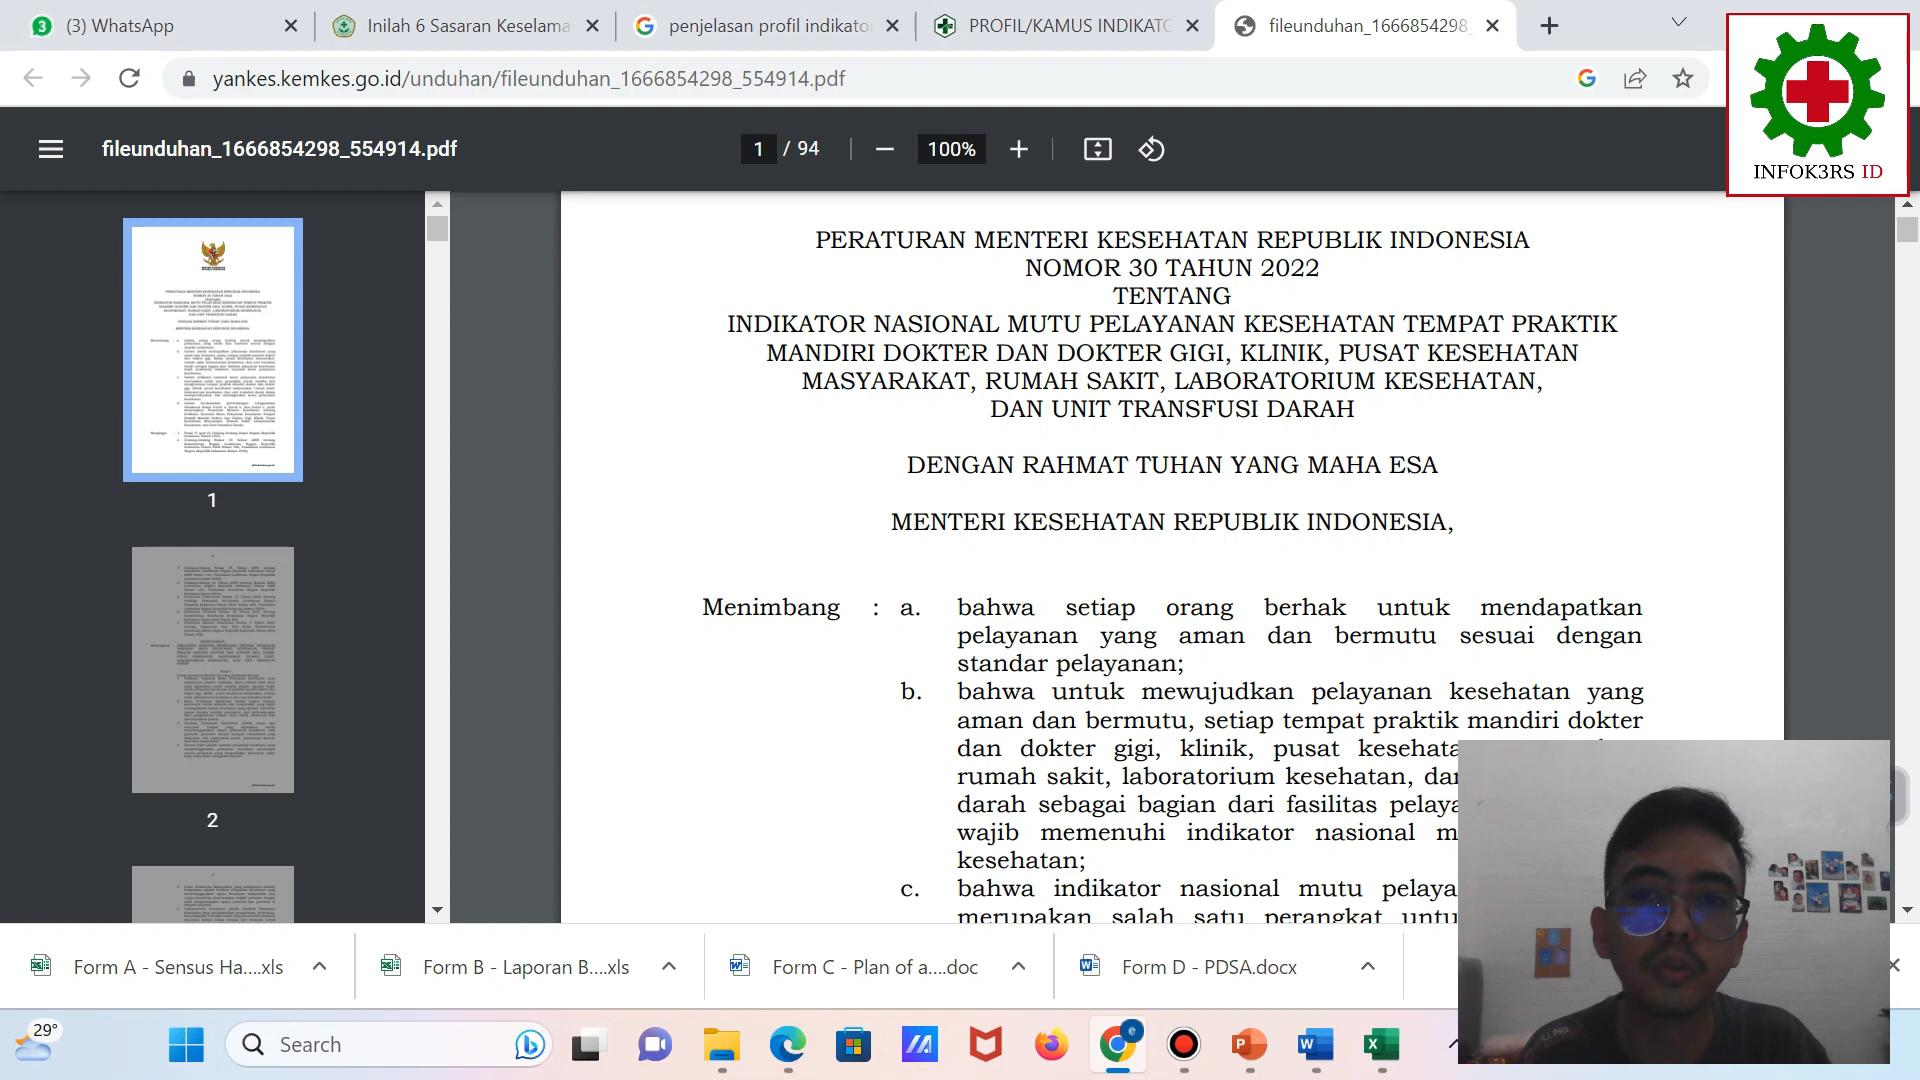 (3) WhatsApp
Inilah 6 Sasaran Keselama
penjelasan profil indikato
PROFIL/KAMUS INDIKATO
fileunduhan_1666854298_
yankes.kemkes.go.id/unduhan/fileunduhan_1666854298_554914.pdf
INFOK3RS ID
fileunduhan_1666854298_554914.pdf
1 / 94
100%
1
2
PERATURAN MENTERI KESEHATAN REPUBLIK INDONESIA
NOMOR 30 TAHUN 2022
TENTANG
INDIKATOR NASIONAL MUTU PELAYANAN KESEHATAN TEMPAT PRAKTIK
MANDIRI DOKTER DAN DOKTER GIGI, KLINIK, PUSAT KESEHATAN
MASYARAKAT, RUMAH SAKIT, LABORATORIUM KESEHATAN,
DAN UNIT TRANSFUSI DARAH
DENGAN RAHMAT TUHAN YANG MAHA ESA
MENTERI KESEHATAN REPUBLIK INDONESIA,
Menimbang : a. bahwa setiap orang berhak untuk mendapatkan
pelayanan yang aman dan bermutu sesuai dengan
standar pelayanan;
b. bahwa untuk mewujudkan pelayanan kesehatan yang
aman dan bermutu, setiap tempat praktik mandiri dokter
dan dokter gigi, klinik, pusat kesehata
rumah sakit, laboratorium kesehatan, dan
darah sebagai bagian dari fasilitas pelaya
wajib memenuhi indikator nasional m
kesehatan;
c. bahwa indikator nasional mutu pelaya
merupakan salah satu perangkat untu
Form A - Sensus Ha....xls
Form B - Laporan B....xls
Form C - Plan of a....doc
Form D - PDSA.docx
29°
Search